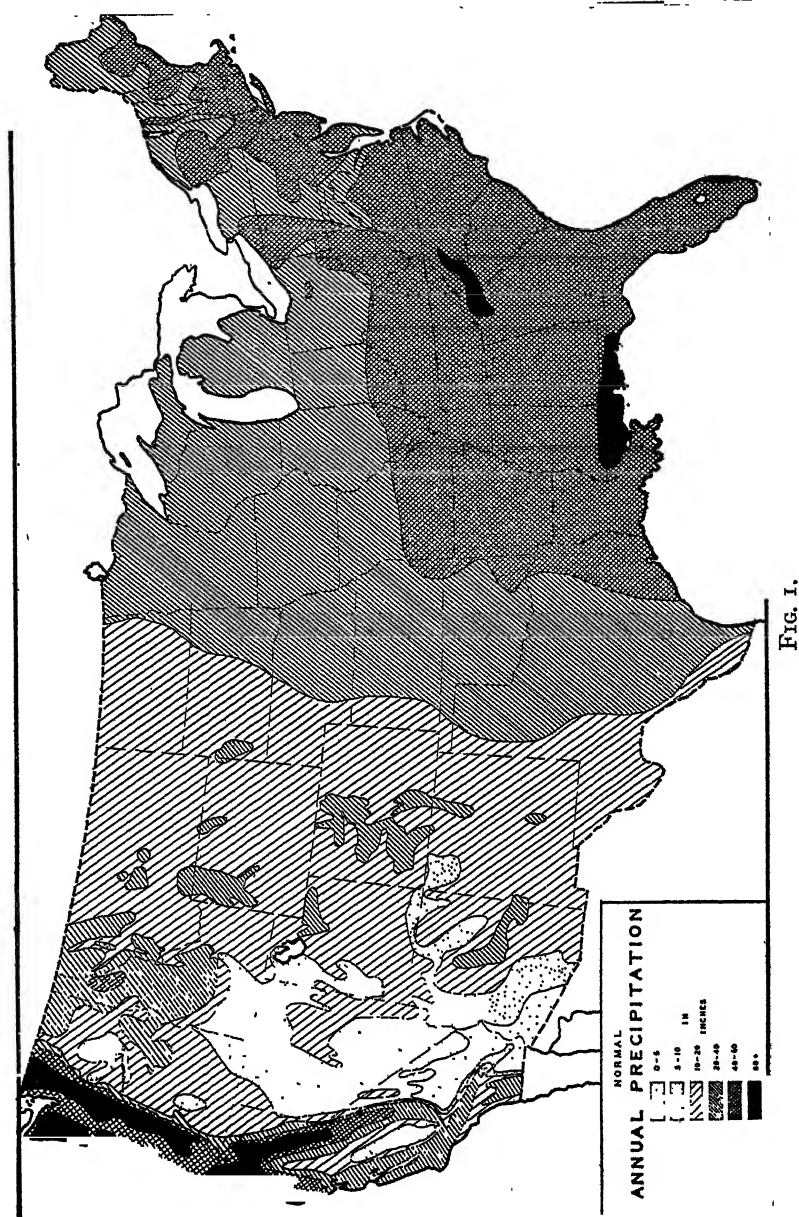 NORMAL
ANNUAL PRECIPITATION
IN
INCHES
0-5
5-10
10-20
20-40
40-60
60+
FIG. 1.